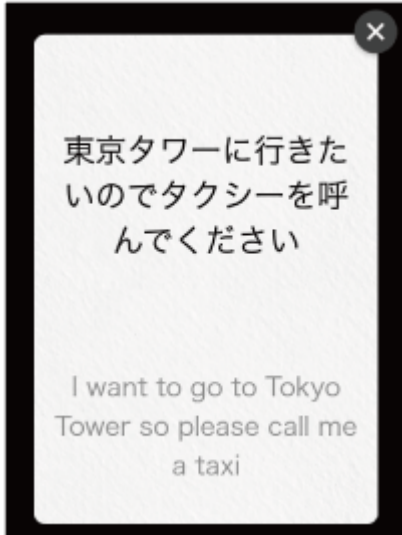 東京タワーに行きた
いのでタクシーを呼
んでください
I want to go to Tokyo
Tower so please call me
a taxi